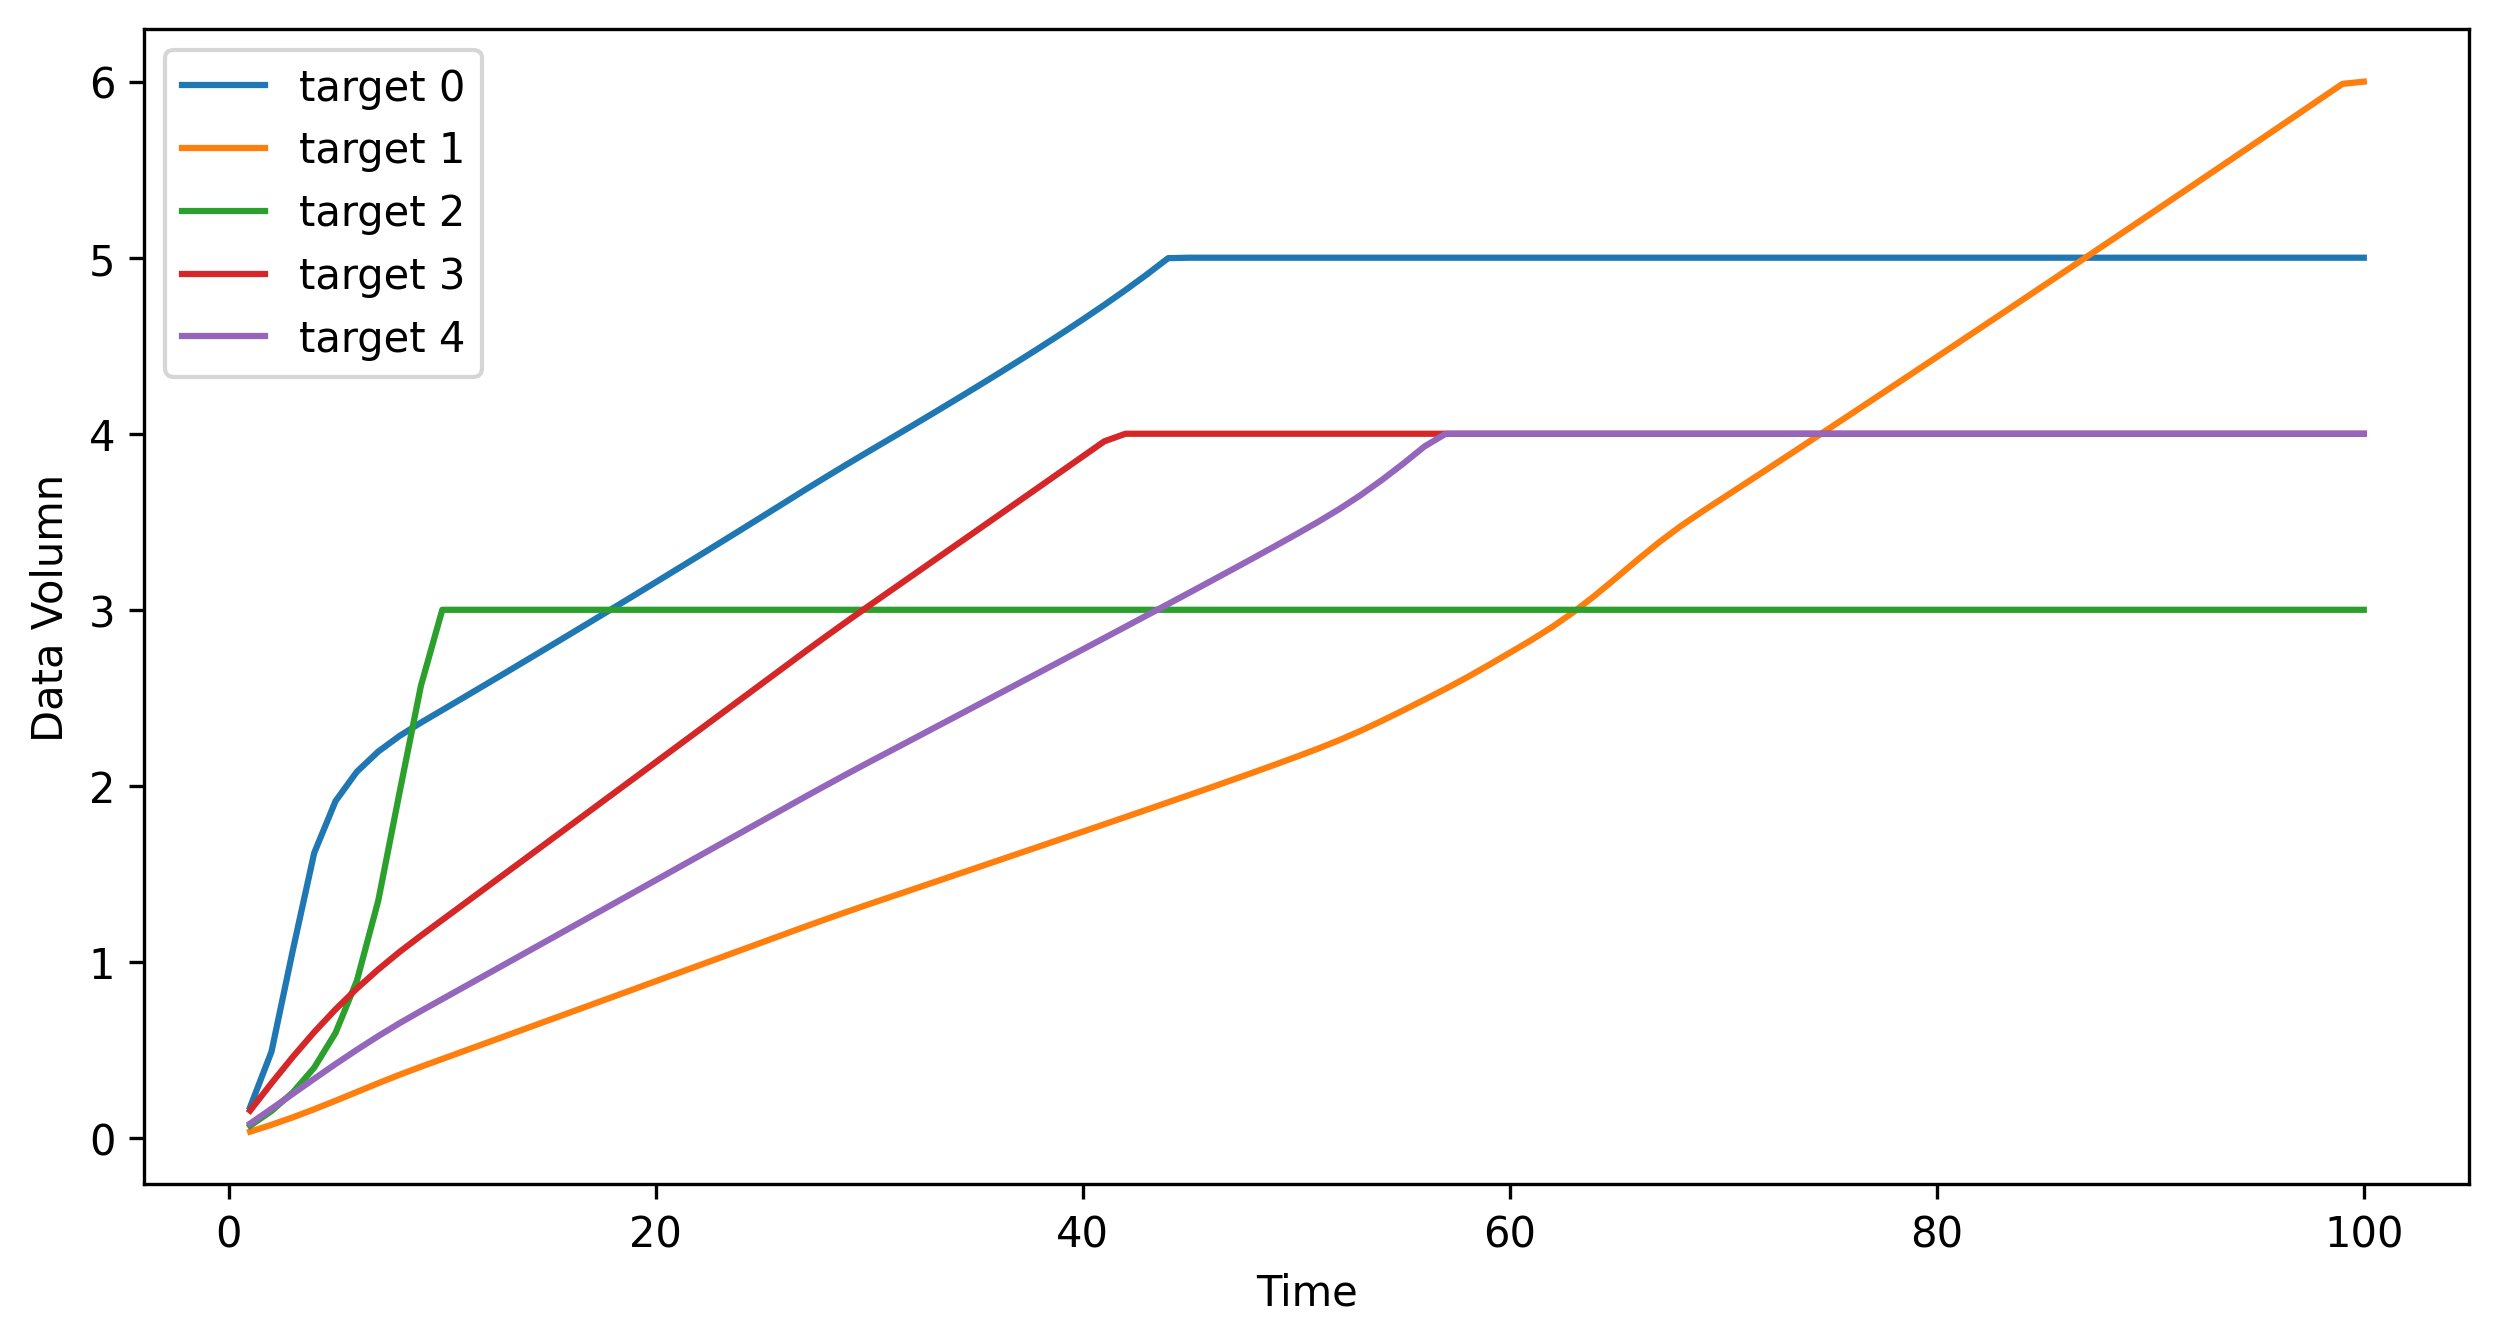 target 0
target 1
target 2
target 3
target 4
6
5
4
3
2
1
0
Data Volumn
0 20 40 60 80 100
Time